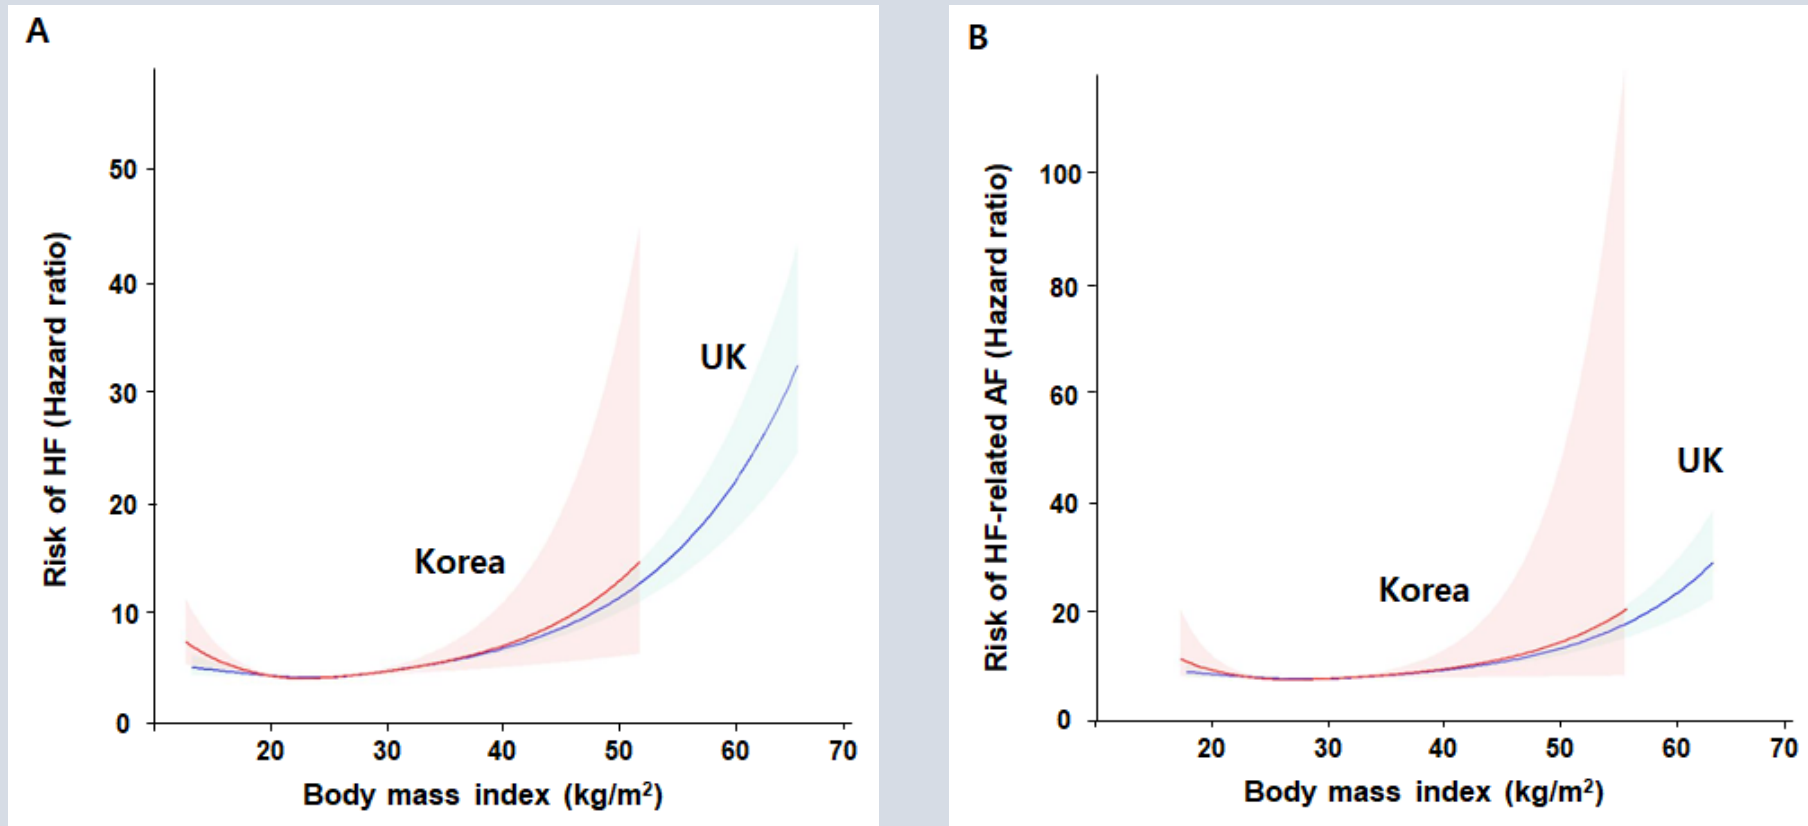 A
Risk of HF (Hazard ratio)
50
40
30
20
10
0
UK
Korea
20 30 40 50 60 70
Body mass index (kg/m²)
B
Risk of HF-related AF (Hazard ratio)
100
80
60
40
20
0
UK
Korea
20 30 40 50 60 70
Body mass index (kg/m²)